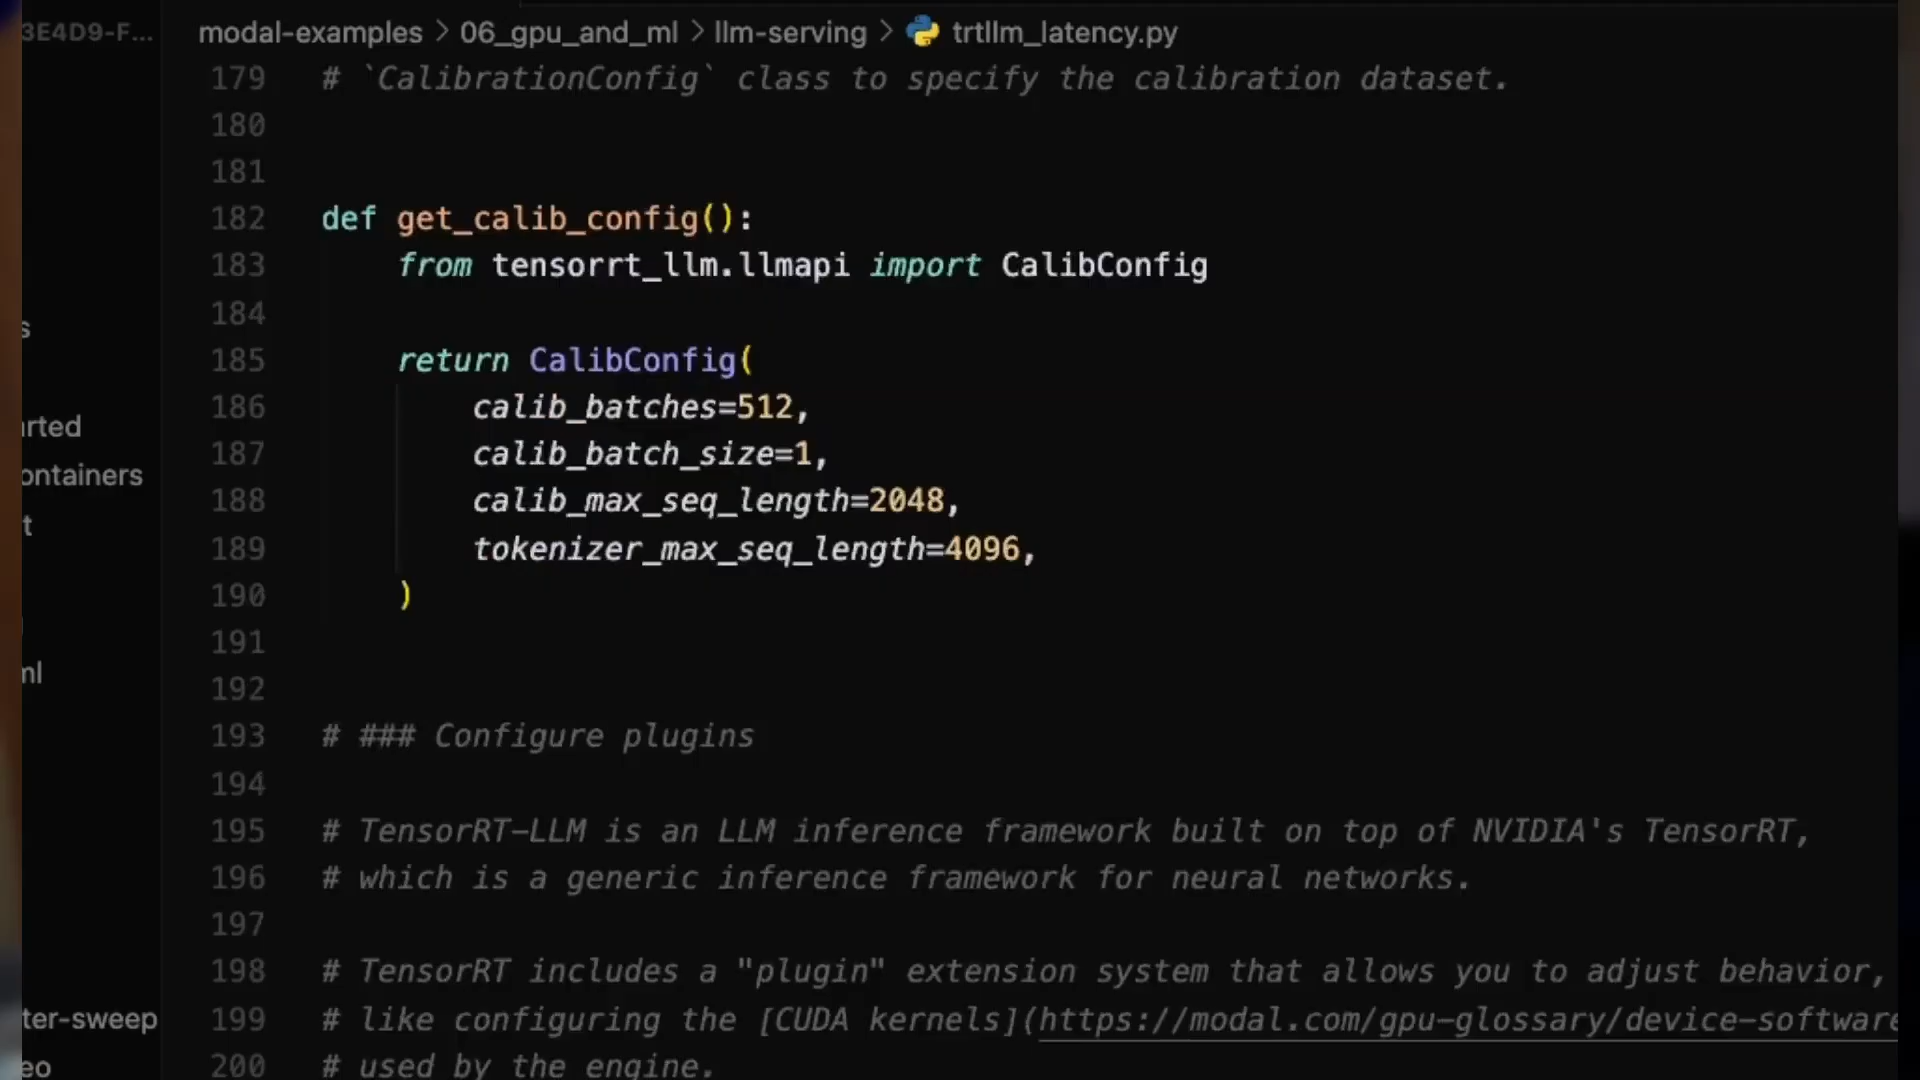 3E4D9-F...
modal-examples > 06_gpu_and_ml > llm-serving > trtllm_latency.py
179 # `CalibrationConfig` class to specify the calibration dataset.
180
181
182 def get_calib_config():
183 from tensorrt_llm.llmapi import CalibConfig
184
s
185 return CalibConfig(
186 calib_batches=512,
arted
187 calib_batch_size=1,
ontainers
188 calib_max_seq_length=2048,
t
189 tokenizer_max_seq_length=4096,
190 )
191
ml
192
193 # ### Configure plugins
194
195 # TensorRT-LLM is an LLM inference framework built on top of NVIDIA's TensorRT,
196 # which is a generic inference framework for neural networks.
197
198 # TensorRT includes a "plugin" extension system that allows you to adjust behavior,
199 # like configuring the [CUDA kernels](https://modal.com/gpu-glossary/device-software
ter-sweep
200 # used by the engine.
eo